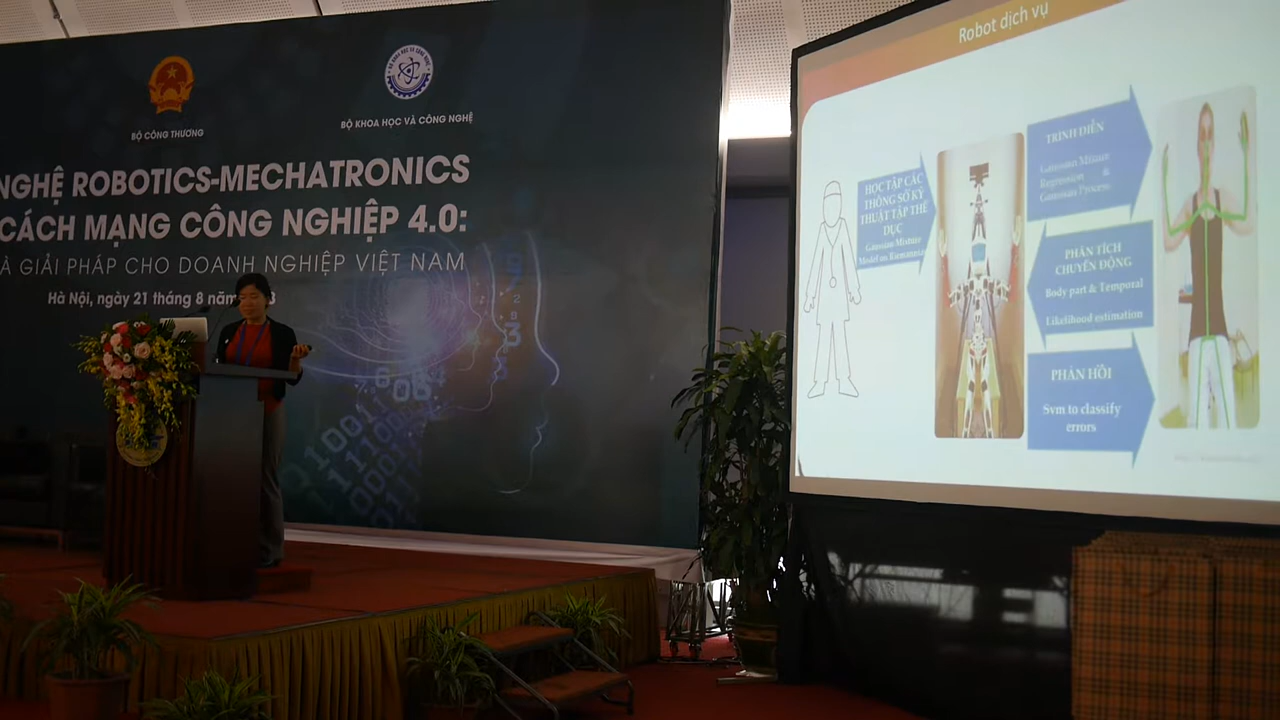 BỘ CÔNG THƯƠNG
BỘ KHOA HỌC VÀ CÔNG NGHỆ
NGHỆ ROBOTICS-MECHATRONICS
CÁCH MẠNG CÔNG NGHIỆP 4.0:
GIẢI PHÁP CHO DOANH NGHIỆP VIỆT NAM
Hà Nội, ngày 21 tháng 8 năm
Robot dịch vụ
HỌC TẬP CÁC
THÔNG SỐ KỸ
THUẬT TẬP THỂ
DỤC
Gaussian Mixture
Model on Riemannian
TRÌNH DIỄN
Gaussian Mixture
Regression &
Gaussian Process
PHÂN TÍCH
CHUYỂN ĐỘNG
Body part & Temporal
Likelihood estimation
PHẢN HỒI
Svm to classify
errors